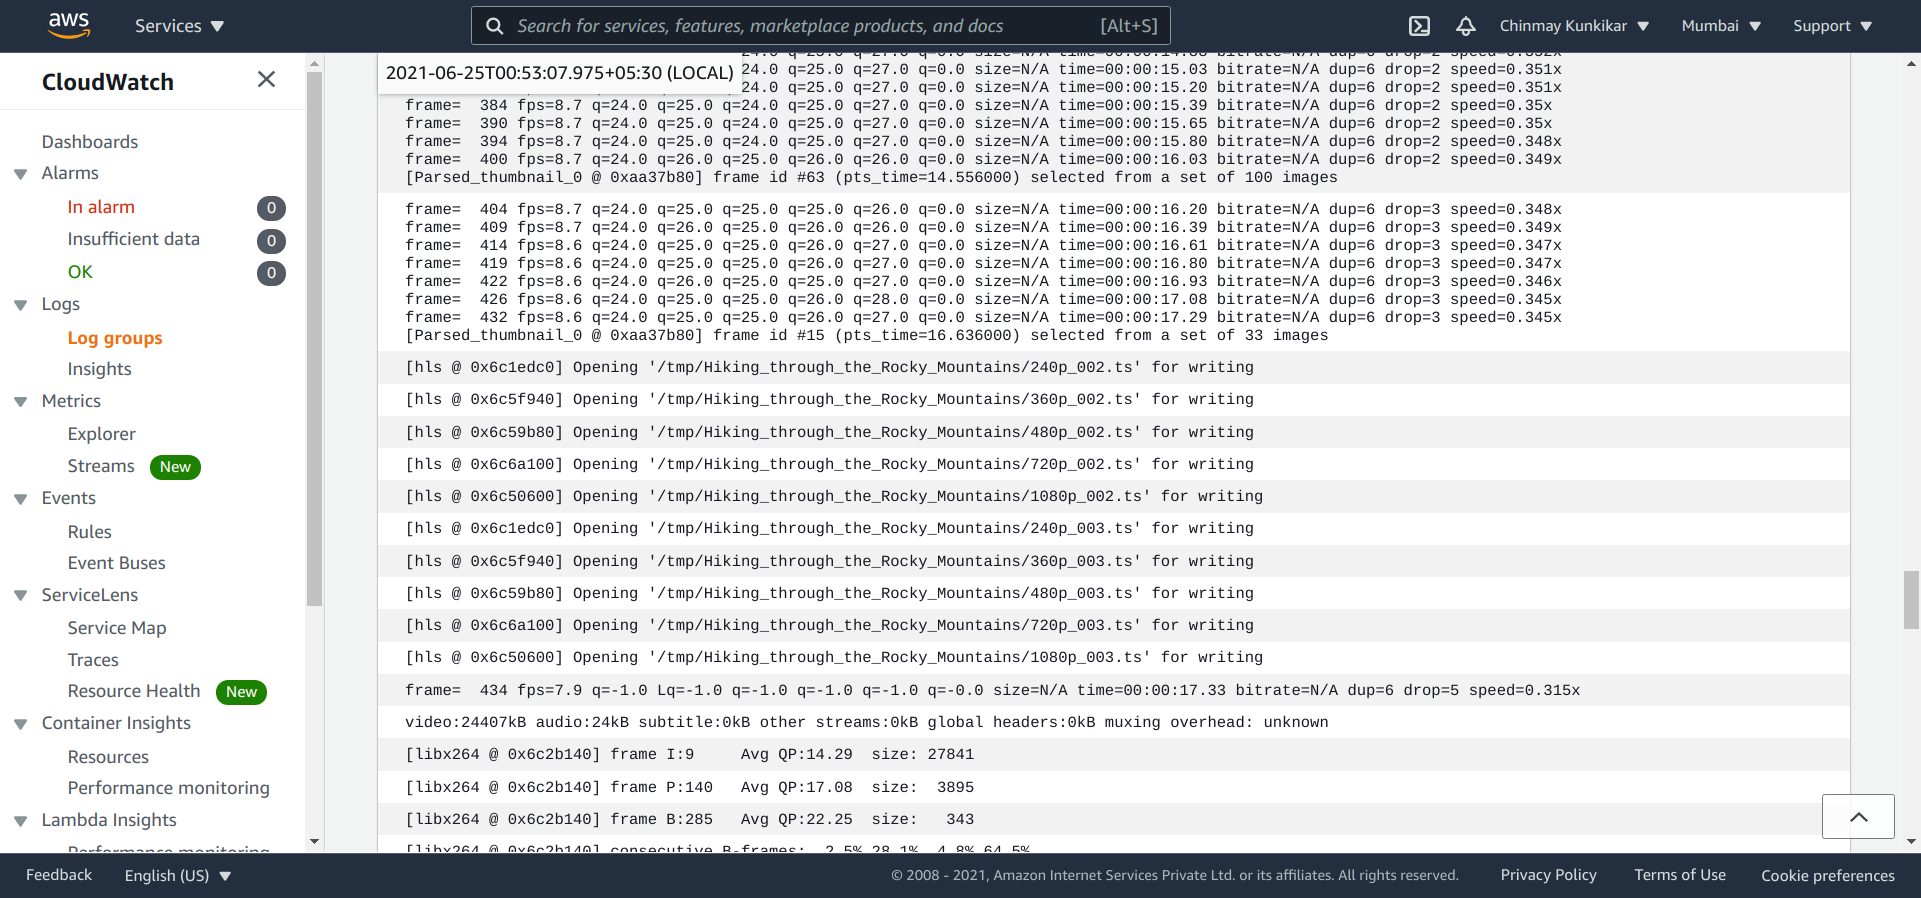 aws
Services
Search for services, features, marketplace products, and docs [Alt+S]
Chinmay Kunkikar
Mumbai
Support
CloudWatch
Dashboards
Alarms
In alarm 0
Insufficient data 0
OK 0
Logs
Log groups
Insights
Metrics
Explorer
Streams New
Events
Rules
Event Buses
ServiceLens
Service Map
Traces
Resource Health New
Container Insights
Resources
Performance monitoring
Lambda Insights
Performance monitoring
2021-06-25T00:53:07.975+05:30 (LOCAL)
24.0 q=25.0 q=27.0 q=0.0 size=N/A time=00:00:15.03 bitrate=N/A dup=6 drop=2 speed=0.351x
24.0 q=25.0 q=27.0 q=0.0 size=N/A time=00:00:15.20 bitrate=N/A dup=6 drop=2 speed=0.351x
frame=  384 fps=8.7 q=24.0 q=25.0 q=24.0 q=25.0 q=27.0 q=0.0 size=N/A time=00:00:15.39 bitrate=N/A dup=6 drop=2 speed=0.35x
frame=  390 fps=8.7 q=24.0 q=25.0 q=24.0 q=25.0 q=27.0 q=0.0 size=N/A time=00:00:15.65 bitrate=N/A dup=6 drop=2 speed=0.35x
frame=  394 fps=8.7 q=24.0 q=25.0 q=24.0 q=25.0 q=27.0 q=0.0 size=N/A time=00:00:15.80 bitrate=N/A dup=6 drop=2 speed=0.348x
frame=  400 fps=8.7 q=24.0 q=26.0 q=25.0 q=26.0 q=26.0 q=0.0 size=N/A time=00:00:16.03 bitrate=N/A dup=6 drop=2 speed=0.349x
[Parsed_thumbnail_0 @ 0xaa37b80] frame id #63 (pts_time=14.556000) selected from a set of 100 images
frame=  404 fps=8.7 q=24.0 q=25.0 q=25.0 q=25.0 q=26.0 q=0.0 size=N/A time=00:00:16.20 bitrate=N/A dup=6 drop=3 speed=0.348x
frame=  409 fps=8.7 q=24.0 q=26.0 q=25.0 q=26.0 q=26.0 q=0.0 size=N/A time=00:00:16.39 bitrate=N/A dup=6 drop=3 speed=0.349x
frame=  414 fps=8.6 q=24.0 q=25.0 q=25.0 q=26.0 q=27.0 q=0.0 size=N/A time=00:00:16.61 bitrate=N/A dup=6 drop=3 speed=0.347x
frame=  419 fps=8.6 q=24.0 q=25.0 q=25.0 q=26.0 q=27.0 q=0.0 size=N/A time=00:00:16.80 bitrate=N/A dup=6 drop=3 speed=0.347x
frame=  422 fps=8.6 q=24.0 q=26.0 q=25.0 q=25.0 q=27.0 q=0.0 size=N/A time=00:00:16.93 bitrate=N/A dup=6 drop=3 speed=0.346x
frame=  426 fps=8.6 q=24.0 q=25.0 q=25.0 q=26.0 q=28.0 q=0.0 size=N/A time=00:00:17.08 bitrate=N/A dup=6 drop=3 speed=0.345x
frame=  432 fps=8.6 q=24.0 q=25.0 q=25.0 q=26.0 q=27.0 q=0.0 size=N/A time=00:00:17.29 bitrate=N/A dup=6 drop=3 speed=0.345x
[Parsed_thumbnail_0 @ 0xaa37b80] frame id #15 (pts_time=16.636000) selected from a set of 33 images
[hls @ 0x6c1edc0] Opening '/tmp/Hiking_through_the_Rocky_Mountains/240p_002.ts' for writing
[hls @ 0x6c5f940] Opening '/tmp/Hiking_through_the_Rocky_Mountains/360p_002.ts' for writing
[hls @ 0x6c59b80] Opening '/tmp/Hiking_through_the_Rocky_Mountains/480p_002.ts' for writing
[hls @ 0x6c6a100] Opening '/tmp/Hiking_through_the_Rocky_Mountains/720p_002.ts' for writing
[hls @ 0x6c50600] Opening '/tmp/Hiking_through_the_Rocky_Mountains/1080p_002.ts' for writing
[hls @ 0x6c1edc0] Opening '/tmp/Hiking_through_the_Rocky_Mountains/240p_003.ts' for writing
[hls @ 0x6c5f940] Opening '/tmp/Hiking_through_the_Rocky_Mountains/360p_003.ts' for writing
[hls @ 0x6c59b80] Opening '/tmp/Hiking_through_the_Rocky_Mountains/480p_003.ts' for writing
[hls @ 0x6c6a100] Opening '/tmp/Hiking_through_the_Rocky_Mountains/720p_003.ts' for writing
[hls @ 0x6c50600] Opening '/tmp/Hiking_through_the_Rocky_Mountains/1080p_003.ts' for writing
frame=  434 fps=7.9 q=-1.0 Lq=-1.0 q=-1.0 q=-1.0 q=-1.0 q=-0.0 size=N/A time=00:00:17.33 bitrate=N/A dup=6 drop=5 speed=0.315x
video:24407kB audio:24kB subtitle:0kB other streams:0kB global headers:0kB muxing overhead: unknown
[libx264 @ 0x6c2b140] frame I:9     Avg QP:14.29  size: 27841
[libx264 @ 0x6c2b140] frame P:140   Avg QP:17.08  size:  3895
[libx264 @ 0x6c2b140] frame B:285   Avg QP:22.25  size:   343
[libx264 @ 0x6c2b140] consecutive B-frames:  2.5% 28.1%  4.8% 64.5%
Feedback
English (US)
© 2008 - 2021, Amazon Internet Services Private Ltd. or its affiliates. All rights reserved.
Privacy Policy
Terms of Use
Cookie preferences